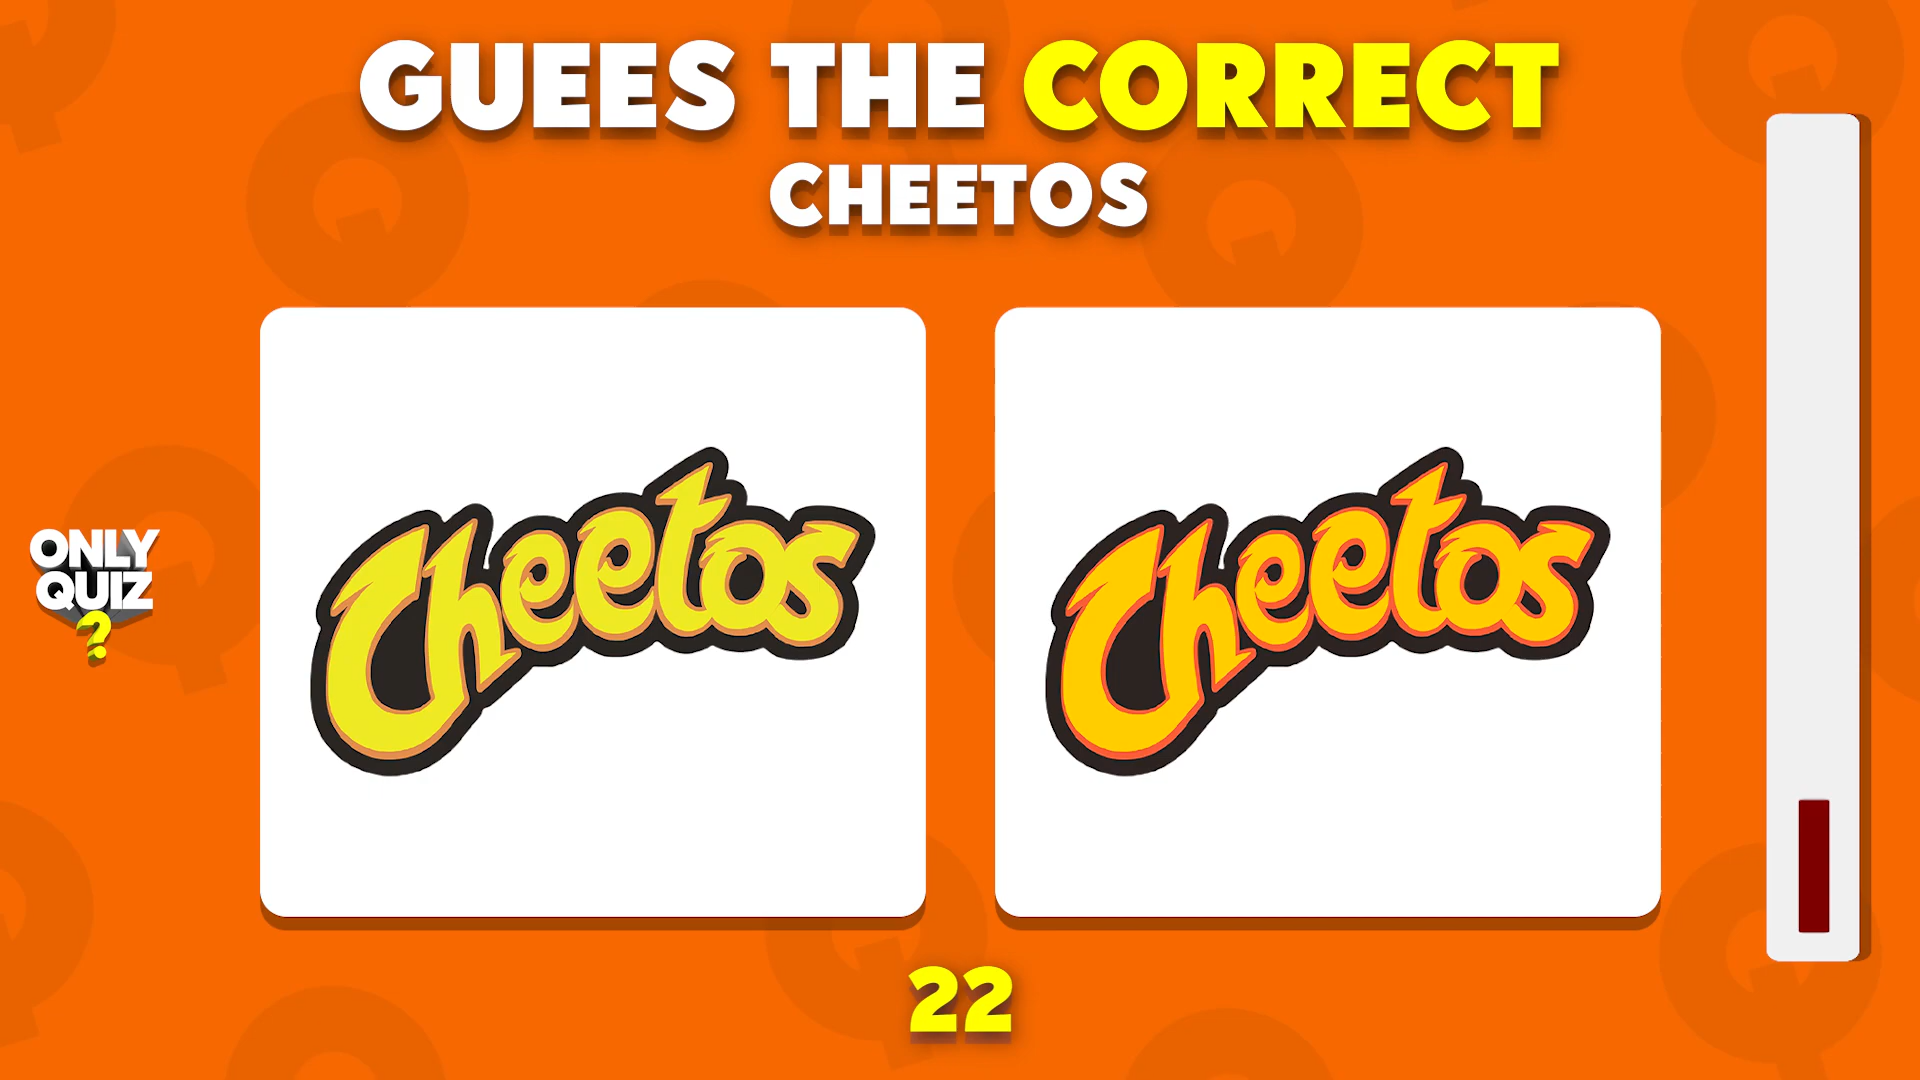 GUEES THE CORRECT
CHEETOS
Cheetos
Cheetos
ONLY
QUIZ
?
22